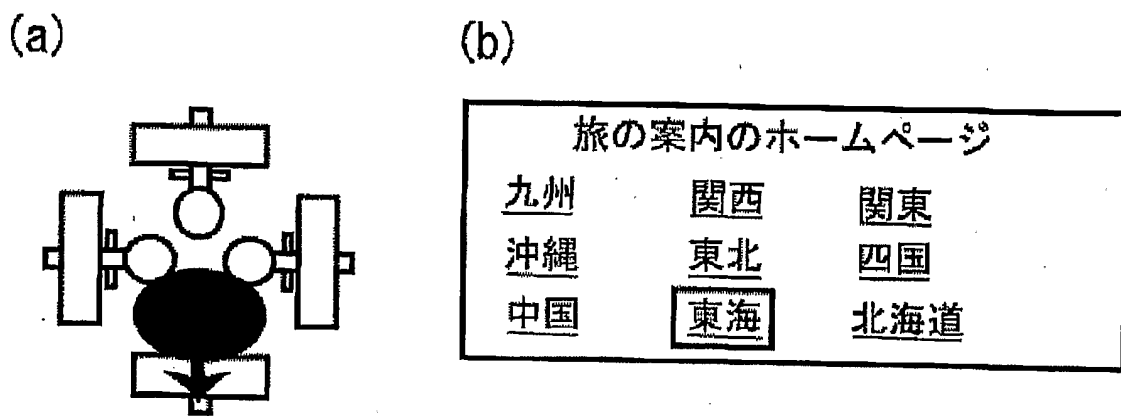 (a)
(b)
旅の案内のホームページ
九州 関西 関東
沖縄 東北 四国
中国 東海 北海道